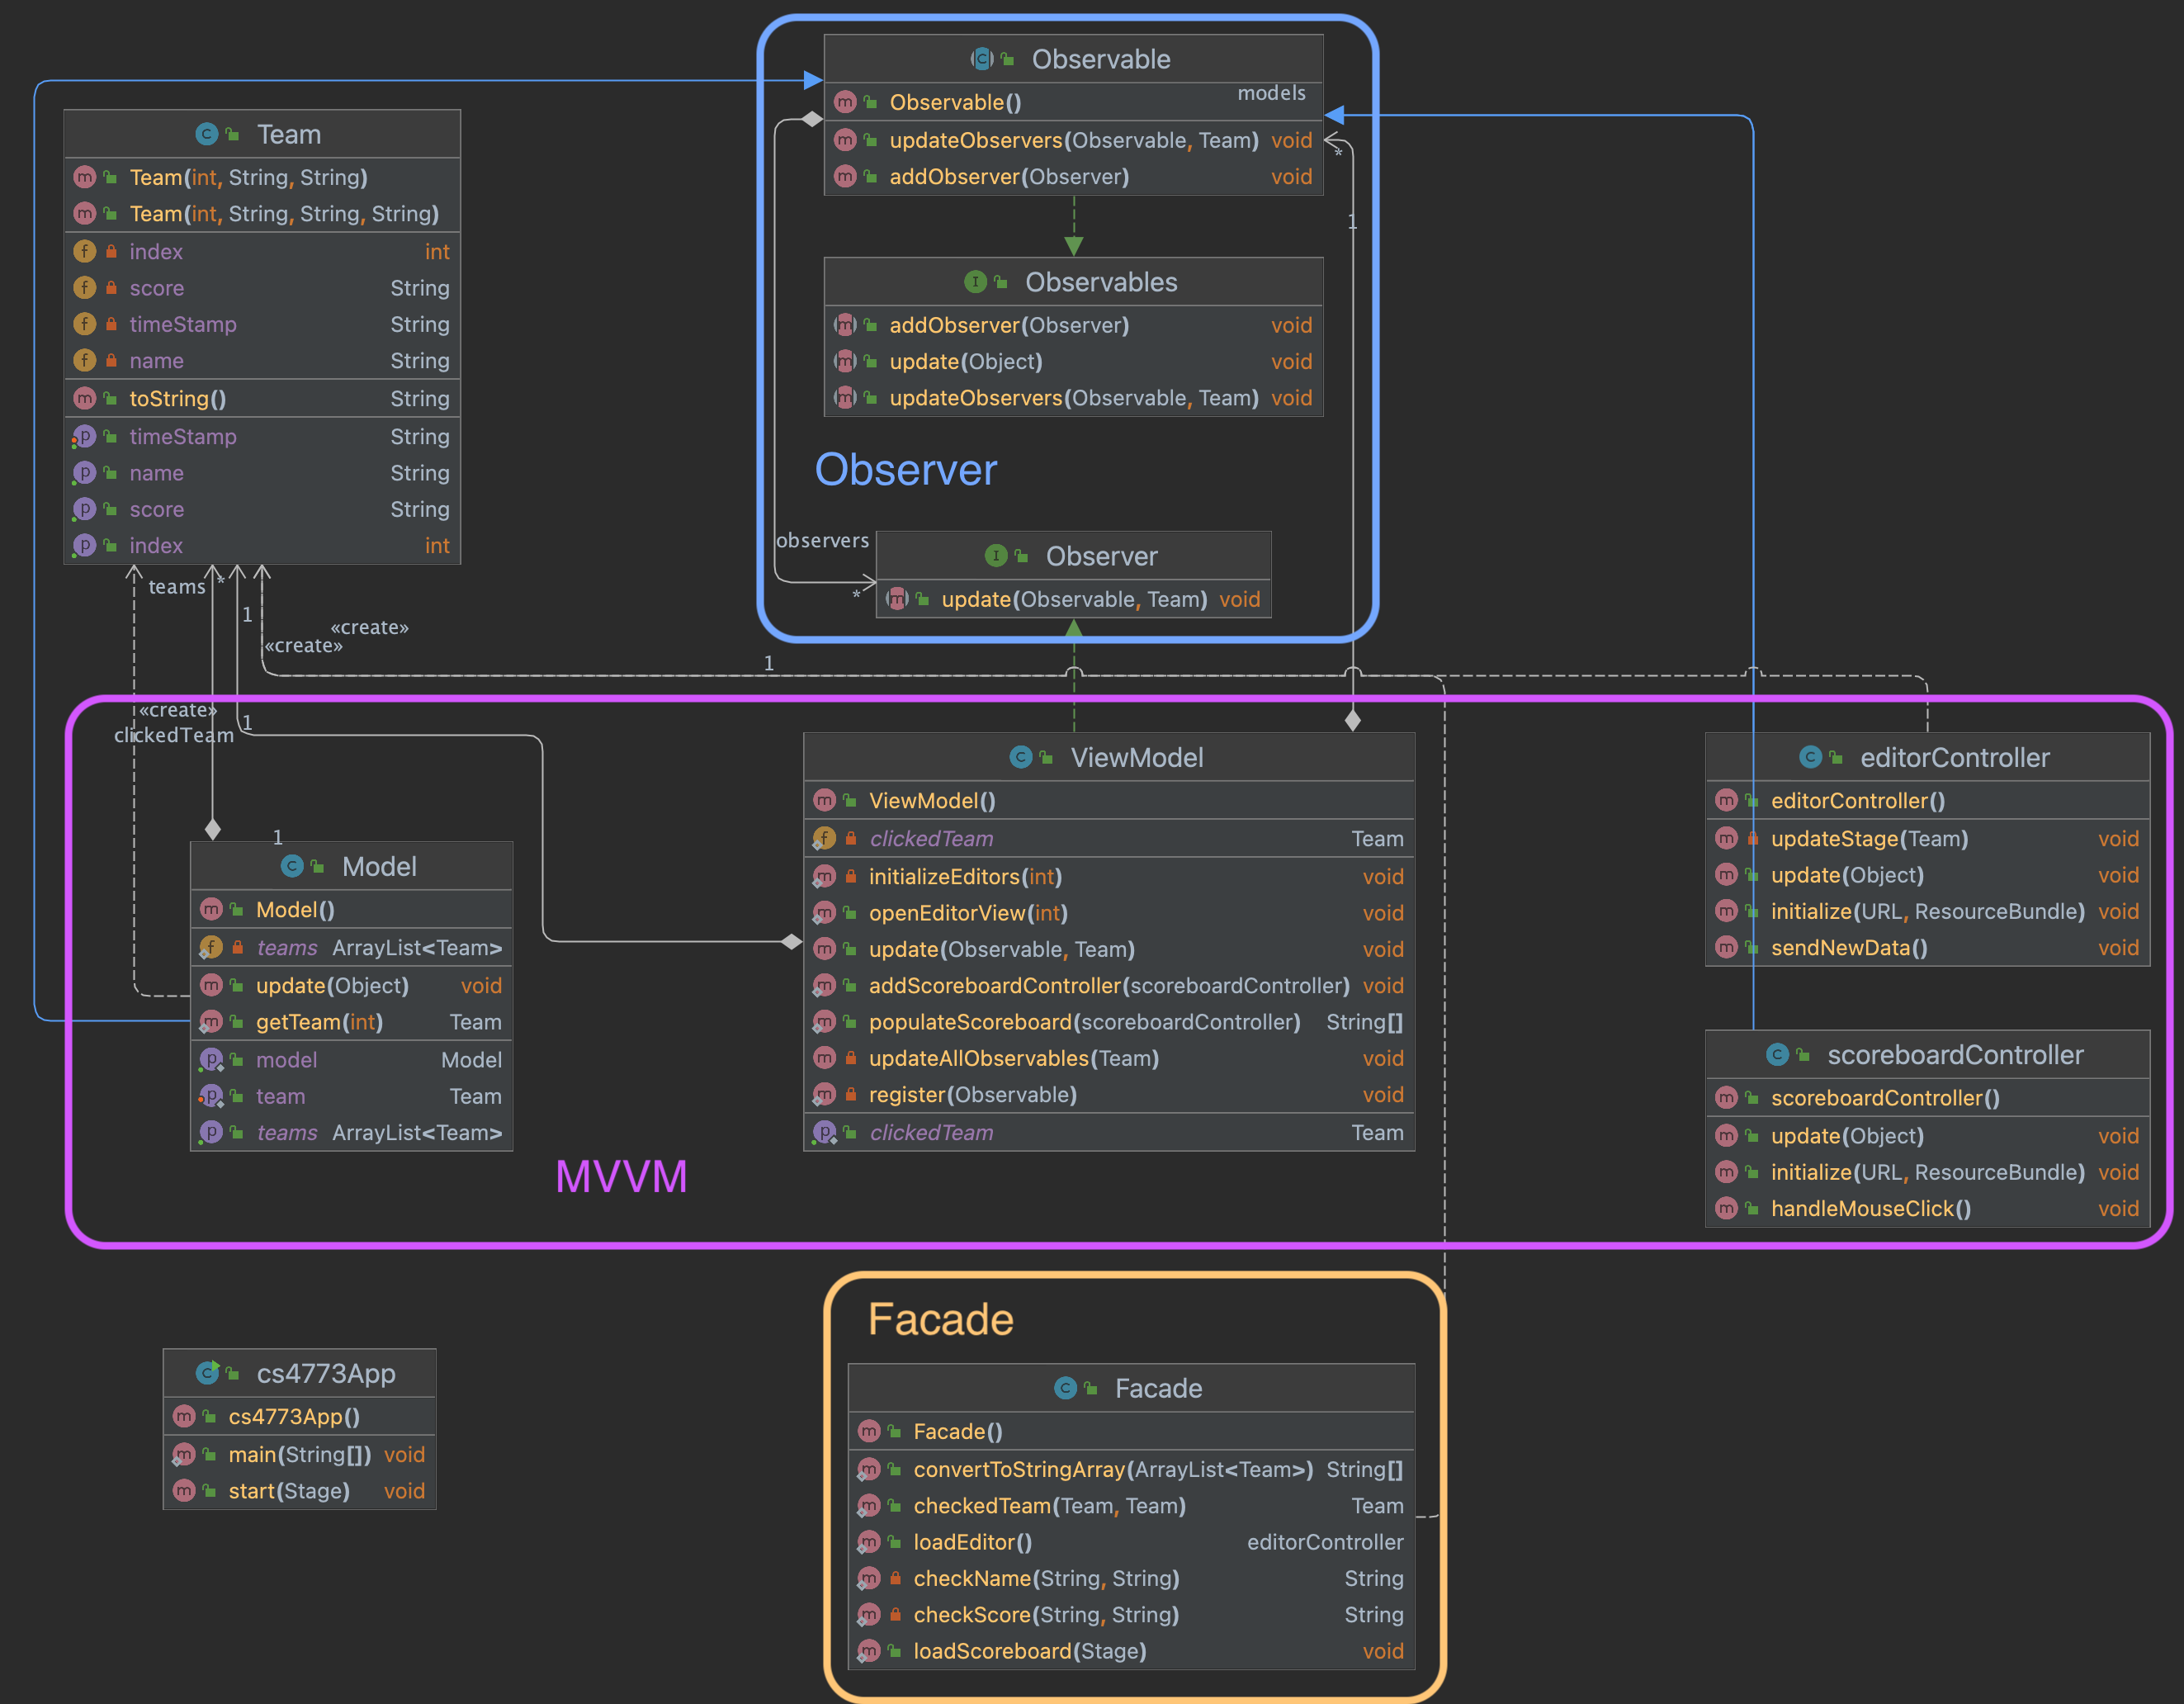 Observable
models
Observable()
updateObservers(Observable, Team) void
addObserver(Observer) void
*
1
Observables
addObserver(Observer) void
update(Object) void
updateObservers(Observable, Team) void
Observer
observers
*
Observer
update(Observable, Team) void
Team
Team(int, String, String)
Team(int, String, String, String)
index int
score String
timeStamp String
name String
toString() String
timeStamp String
name String
score String
index int
teams
*
1
«create»
«create»
1
«create»
1
clickedTeam
1
Model
Model()
teams ArrayList<Team>
update(Object) void
getTeam(int) Team
model Model
team Team
teams ArrayList<Team>
MVVM
ViewModel
ViewModel()
clickedTeam Team
initializeEditors(int) void
openEditorView(int) void
update(Observable, Team) void
addScoreboardController(scoreboardController) void
populateScoreboard(scoreboardController) String[]
updateAllObservables(Team) void
register(Observable) void
clickedTeam Team
editorController
editorController()
updateStage(Team) void
update(Object) void
initialize(URL, ResourceBundle) void
sendNewData() void
scoreboardController
scoreboardController()
update(Object) void
initialize(URL, ResourceBundle) void
handleMouseClick() void
cs4773App
cs4773App()
main(String[]) void
start(Stage) void
Facade
Facade
Facade()
convertToStringArray(ArrayList<Team>) String[]
checkedTeam(Team, Team) Team
loadEditor() editorController
checkName(String, String) String
checkScore(String, String) String
loadScoreboard(Stage) void